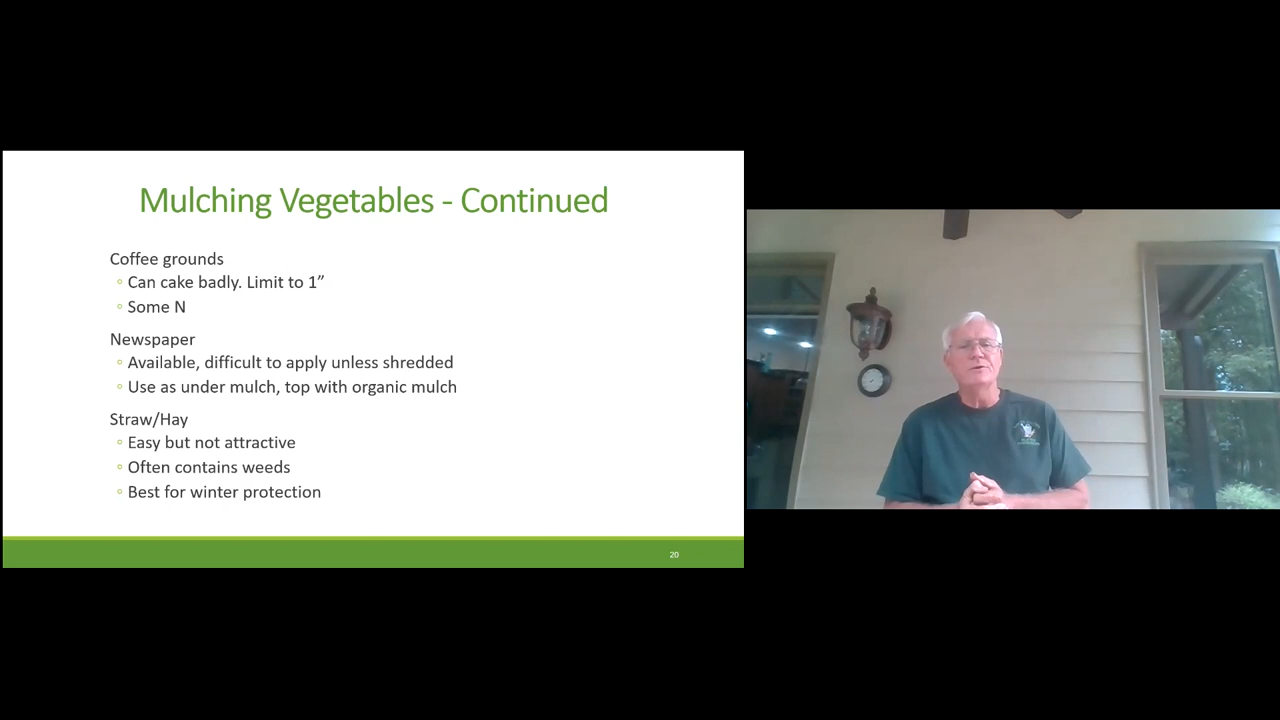 Mulching Vegetables - Continued
Coffee grounds
◦ Can cake badly. Limit to 1”
◦ Some N
Newspaper
◦ Available, difficult to apply unless shredded
◦ Use as under mulch, top with organic mulch
Straw/Hay
◦ Easy but not attractive
◦ Often contains weeds
◦ Best for winter protection
20